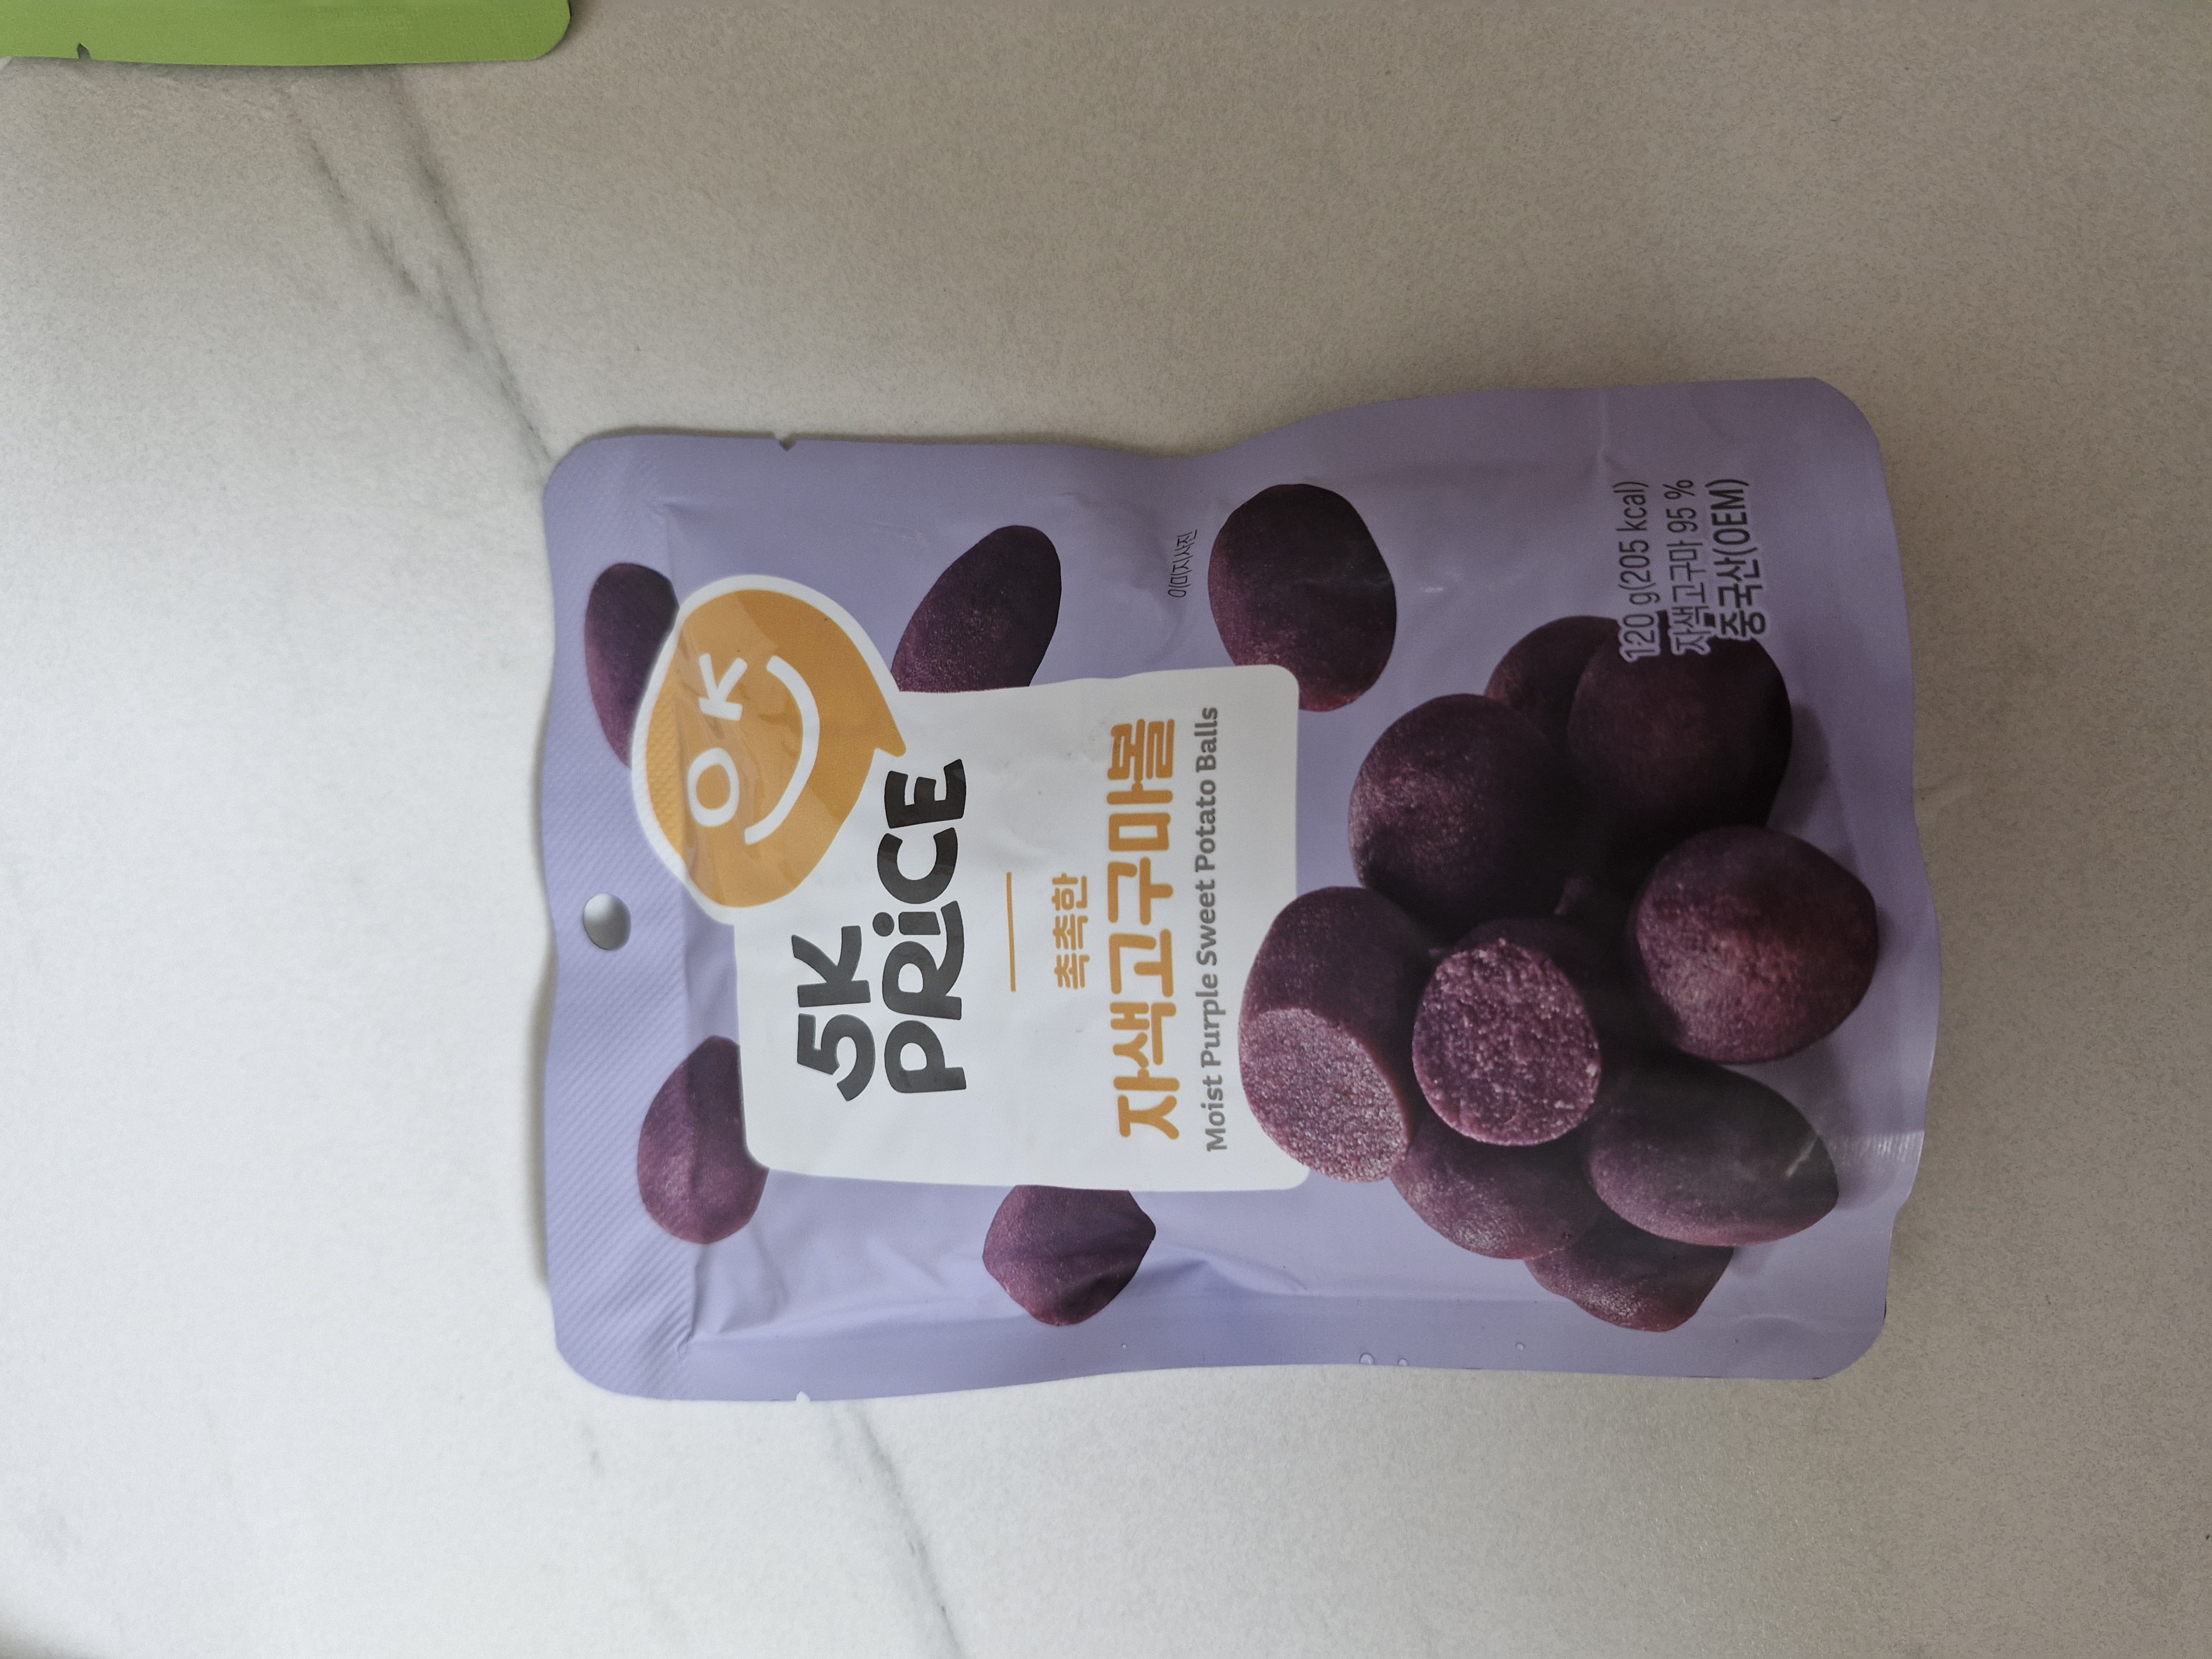 OK
5K
PRiCE
촉촉한
자색고구마볼
Moist Purple Sweet Potato Balls
이미지사진
120 g(205 kcal)
자색고구마 95 %
중국산(OEM)